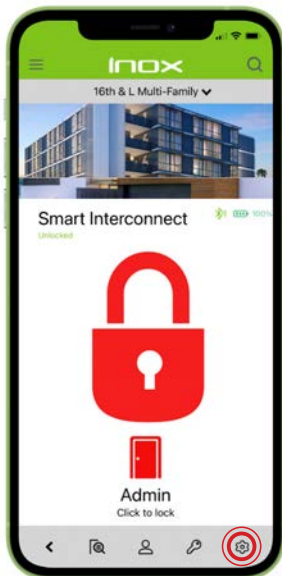 INOX
16th & L Multi-Family
Smart Interconnect
100%
Unlocked
Admin
Click to lock